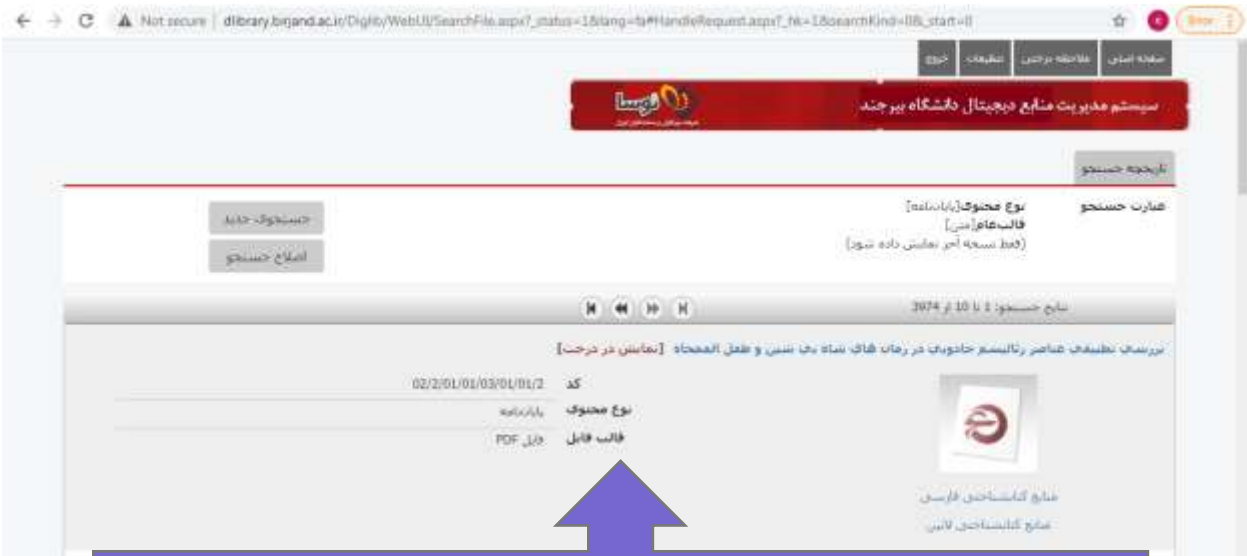 Not secure | dlibrary.birjand.ac.ir/Diglib/WebUI/SearchFile.aspx?_status=1&lang=fa#HandleRequest.aspx?_hk=1&searchKind=0&_start=0
صفحه اصلی ملاحظه درختی تنظیمات خروج
سیستم مدیریت منابع دیجیتال دانشگاه بیرجند
نوسا
تاریخچه جستجو
عبارت جستجو
نوع محتوی[پایان‌نامه]
قالب‌های[متن]
(فقط نسخه آخر نمایش داده شود)
جستجوی جدید
اصلاح جستجو
نتایج جستجو: 1 تا 10 از 3974
بررسی تطبیقی عناصر رئالیسم جادویی در رمان های شاه بی شین و طفل الممحاه [نمایش در درخت]
کد 02/2/01/01/03/01/01/2
نوع محتوی پایان‌نامه
قالب فایل فایل PDF
منابع کتابشناختی فارسی
منابع کتابشناختی لاتین